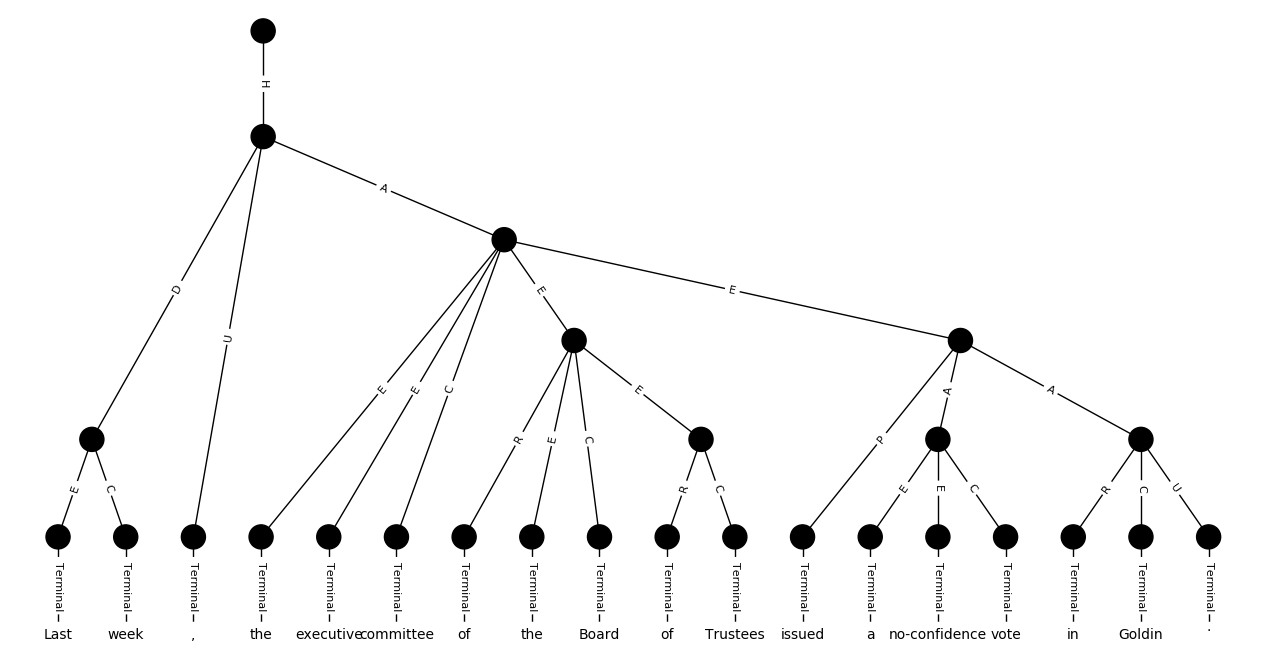 H
A
D
U
E
E
E
E
C
R
E
C
E
P
A
A
E
C
R
C
E
E
C
R
C
U
Terminal Terminal Terminal Terminal Terminal Terminal Terminal Terminal Terminal Terminal Terminal Terminal Terminal Terminal Terminal Terminal Terminal Terminal
Last week , the executive committee of the Board of Trustees issued a no-confidence vote in Goldin .